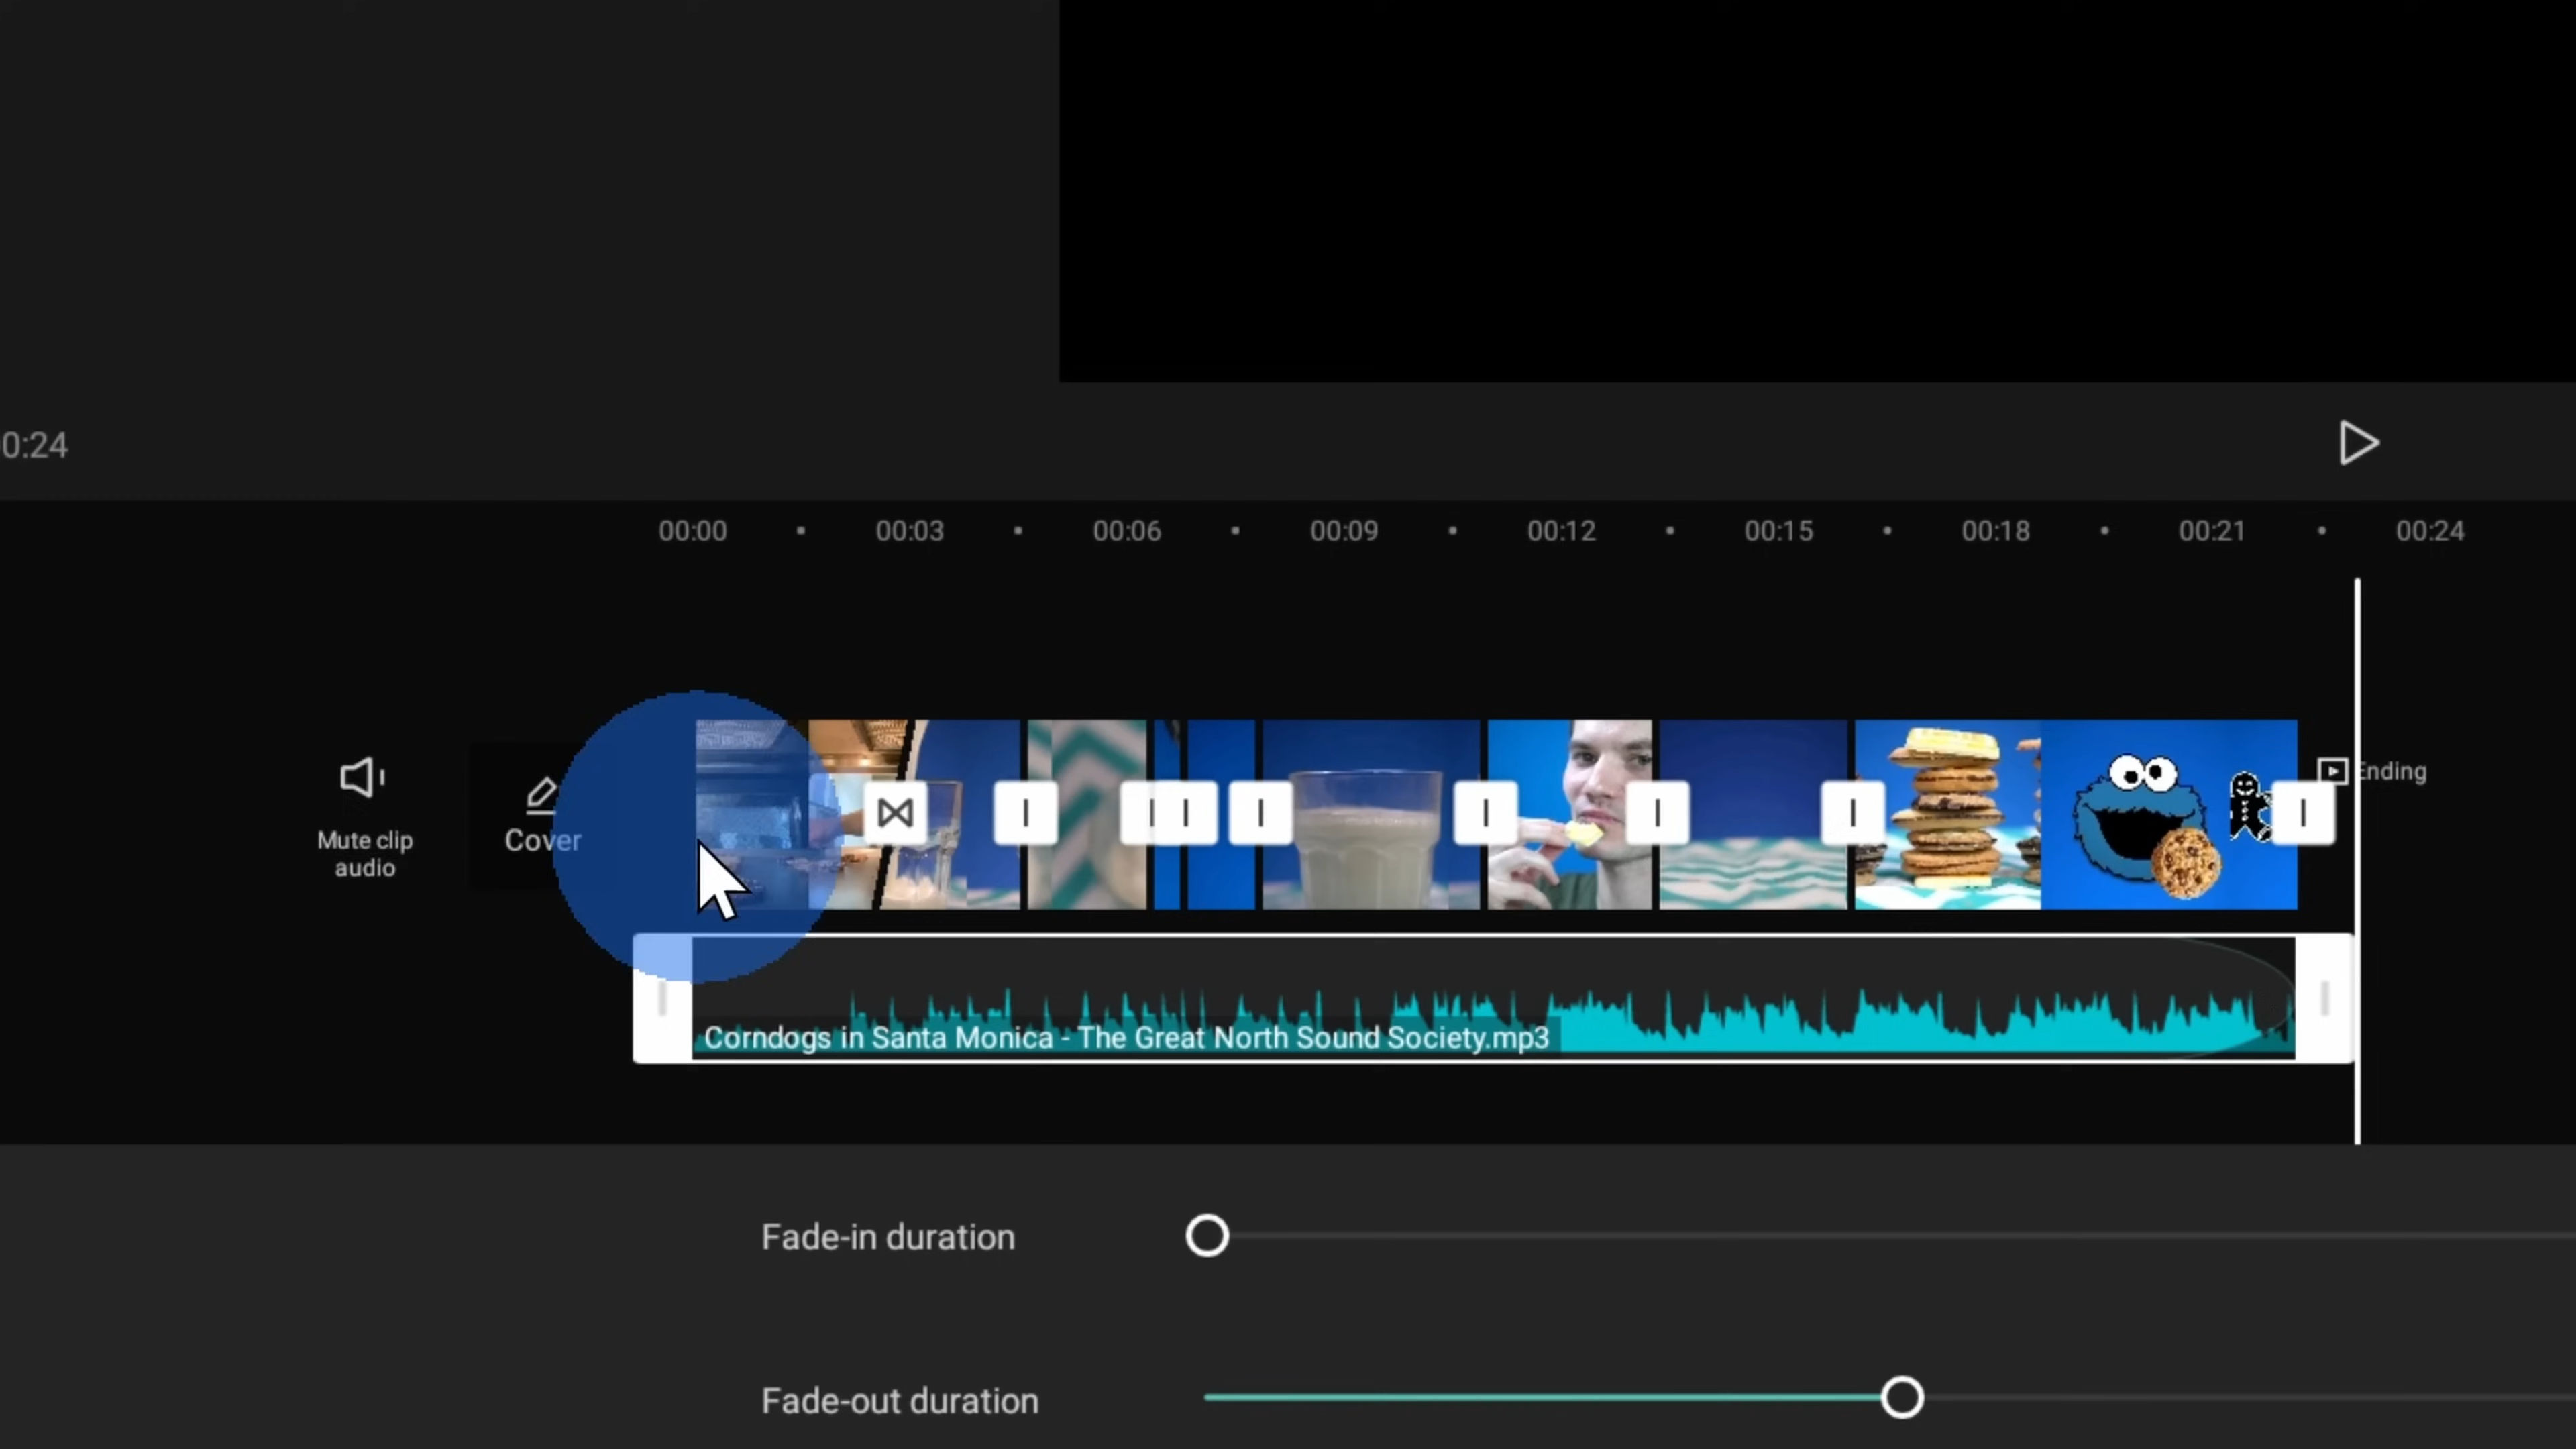 0:24
00:00 00:03 00:06 00:09 00:12 00:15 00:18 00:21 00:24
Mute clip
audio
Cover
Ending
Corndogs in Santa Monica - The Great North Sound Society.mp3
Fade-in duration
Fade-out duration